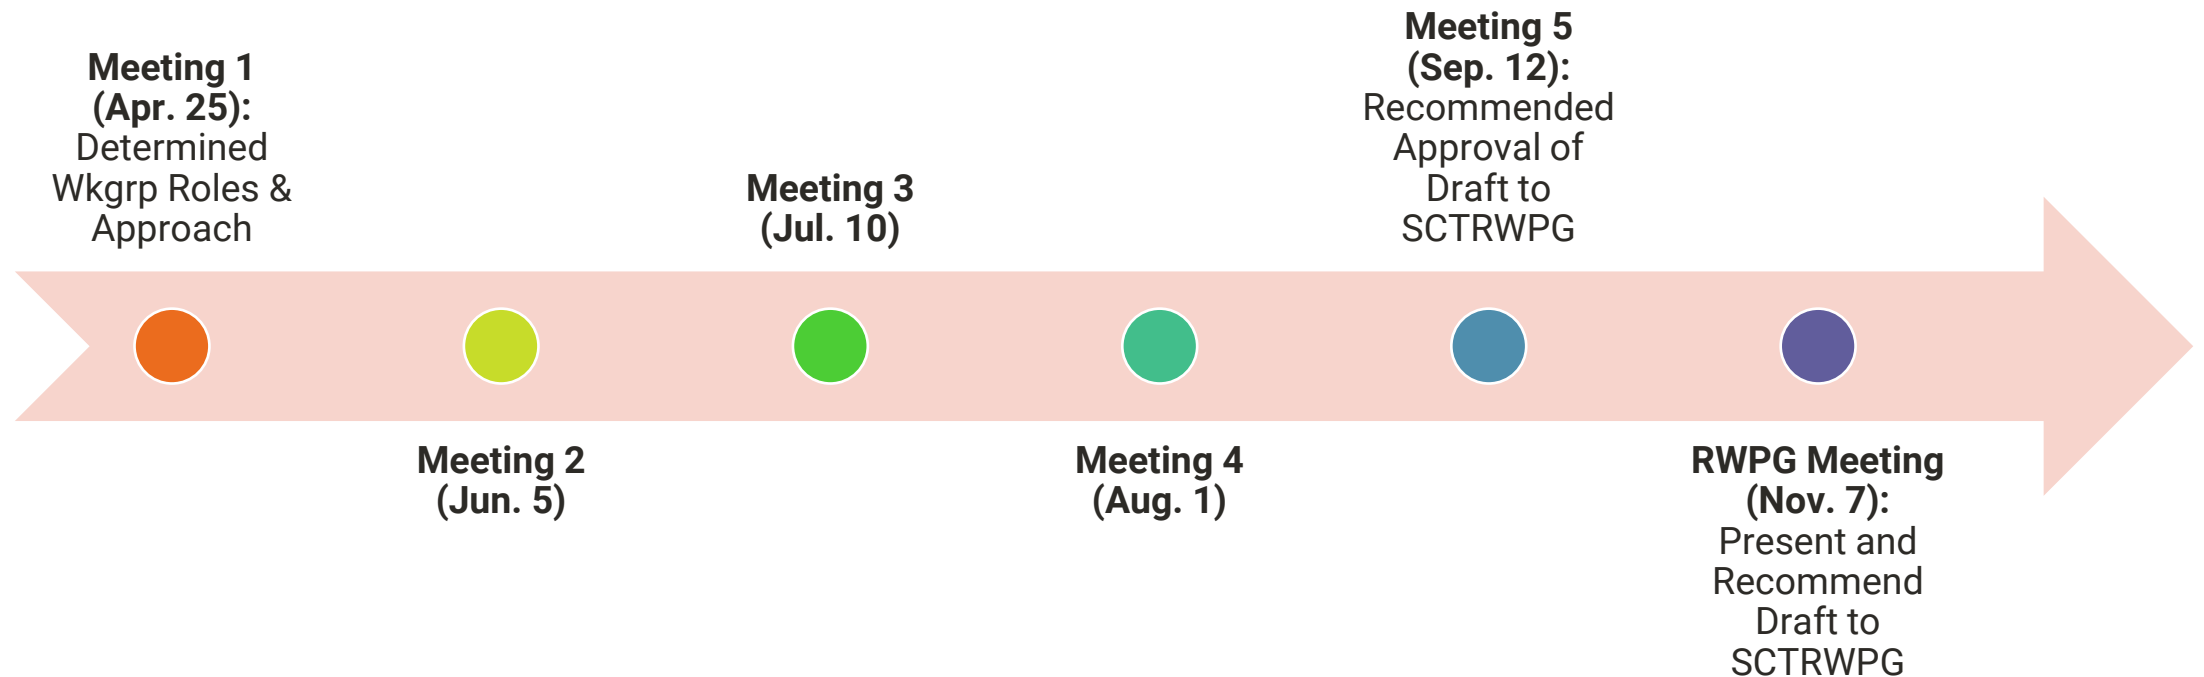 Meeting 1
(Apr. 25):
Determined
Wkgrp Roles &
Approach
Meeting 2
(Jun. 5)
Meeting 3
(Jul. 10)
Meeting 4
(Aug. 1)
Meeting 5
(Sep. 12):
Recommended
Approval of
Draft to
SCTRWPG
RWPG Meeting
(Nov. 7):
Present and
Recommend
Draft to
SCTRWPG